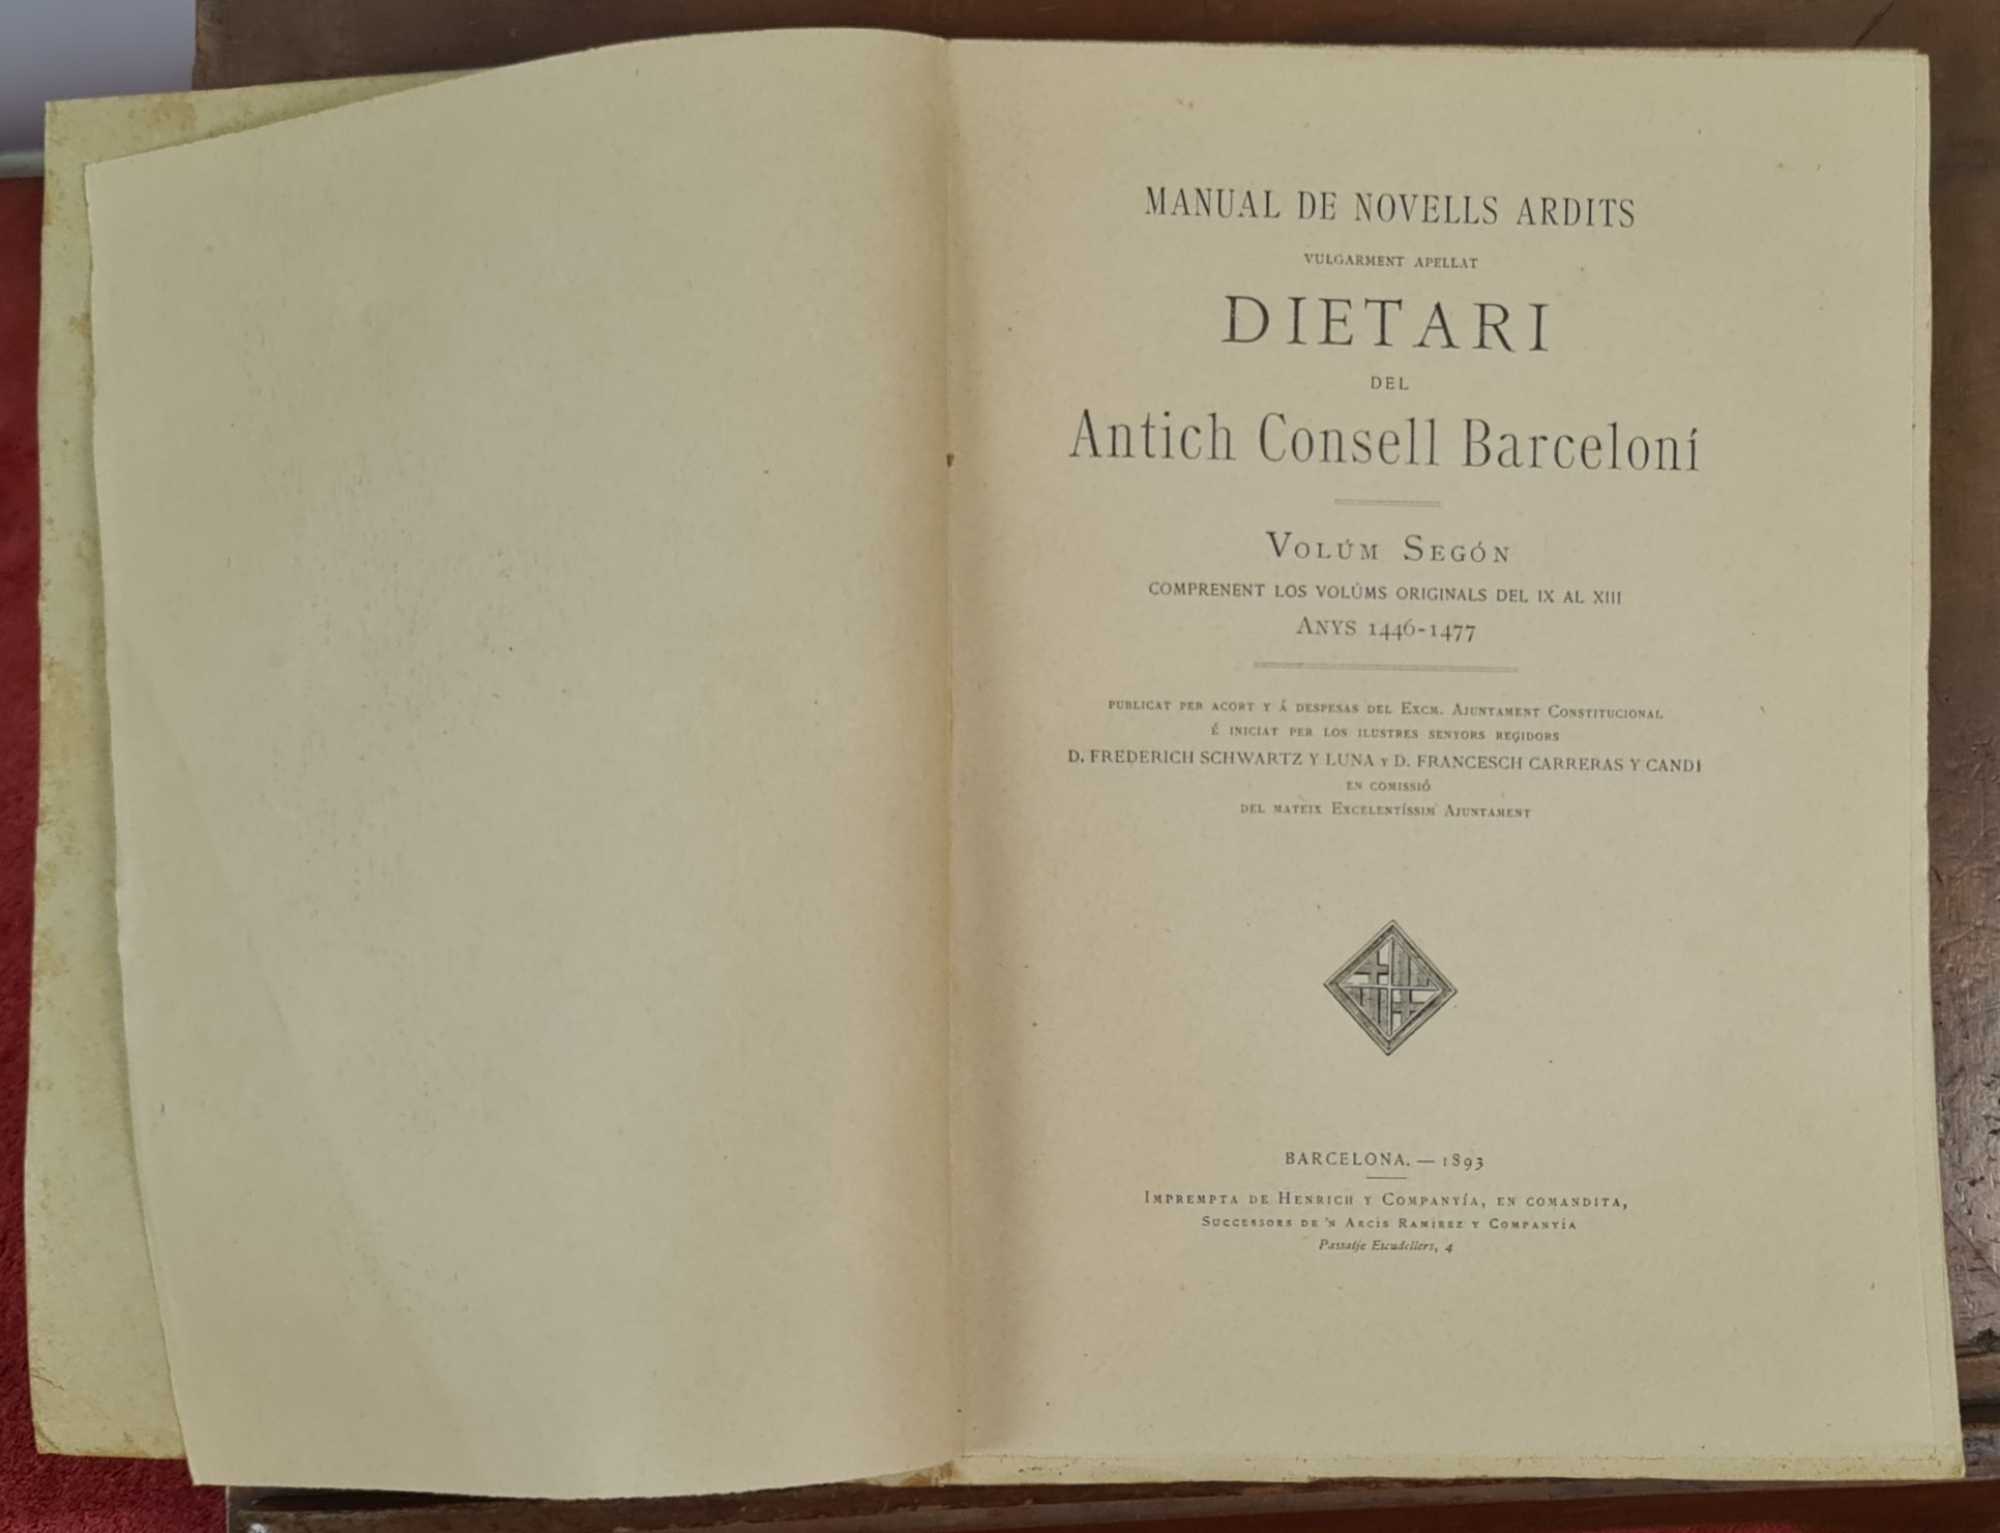 MANUAL DE NOVELLS ARDITS
VULGARMENT APELLAT
DIETARI
DEL
Antich Consell Barceloní
VOLÚM SEGÓN
COMPRENENT LOS VOLÚMS ORIGINALS DEL IX AL XIII
ANYS 1446-1477
PUBLICAT PER ACORT Y Á DESPESAS DEL EXCM. AJUNTAMENT CONSTITUCIONAL
É INICIAT PER LOS ILUSTRES SENYORS REGIDORS
D. FREDERICH SCHWARTZ Y LUNA Y D. FRANCESCH CARRERAS Y CANDI
EN COMISSIÓ
DEL MATEIX EXCELENTÍSSIM AJUNTAMENT
BARCELONA. — 1893
IMPREMPTA DE HENRICH Y COMPANYÍA, EN COMANDITA,
SUCCESSORS DE 'N ARCÍS RAMIREZ Y COMPANYÍA
Passatje Escudellers, 4